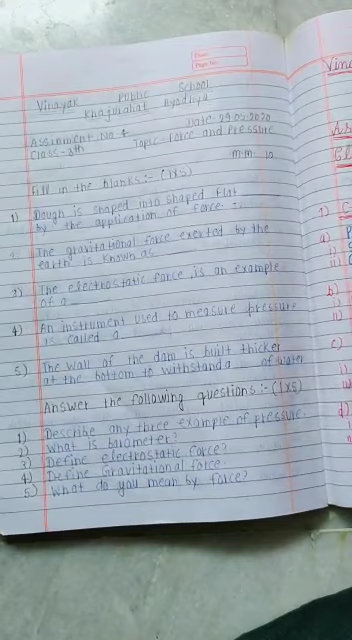 Vinayak Public School
Khajurahat Ayodhya
Date-29.05.2020
Assinment No 1
Class-8th Topic-Force and Pressure
M.M. 10
Fill in the blanks:- (1x5)
1) Dough is shaped into shaped flat
by the application of force
2) The gravitational force exerted by the
earth is known as
3) The electrostatic force, is an example
of a
4) An instrument used to measure pressure
is called a
5) The wall of the dam is built thicker
at the bottom to withstanda of water
Answer the following questions:- (1x5)
1) Describe any three example of pressure.
2) What is barometer?
3) Define electrostatic force?
4) Define Gravitational force.
5) What do you mean by force?